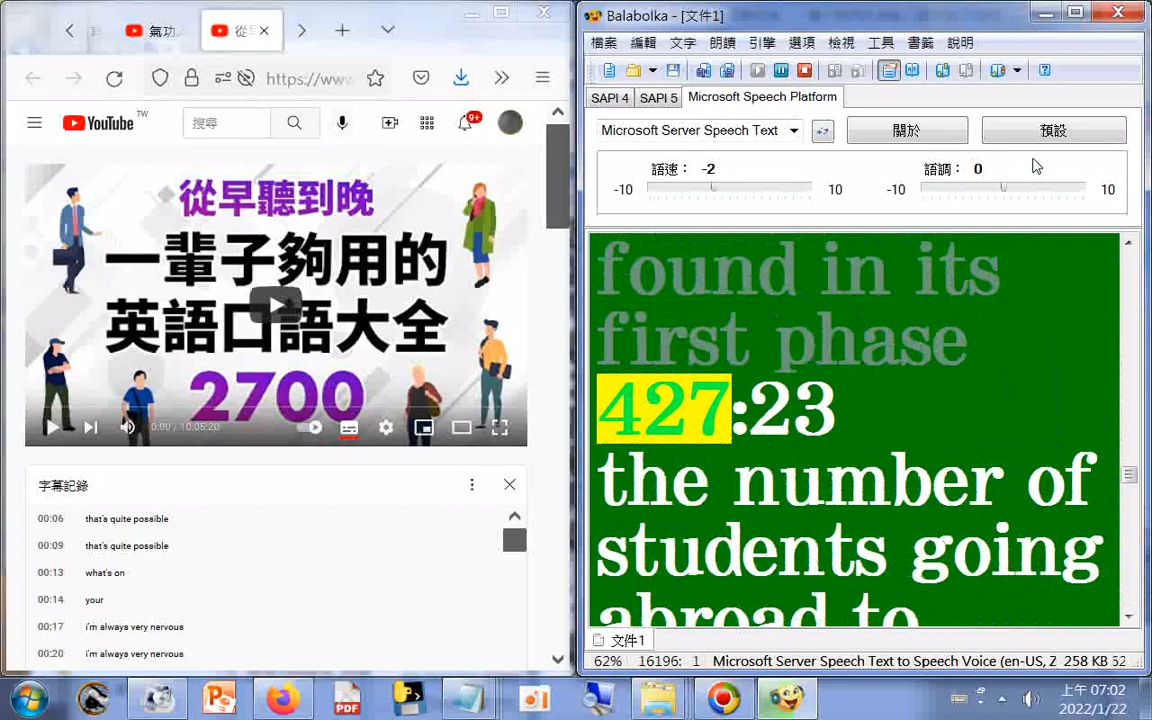 氣功
從
https://www
YouTube TW
搜尋
9+
從早聽到晚
一輩子夠用的
英語口語大全
2700
0:00 / 10:05:20
字幕記錄
00:06 that's quite possible
00:09 that's quite possible
00:13 what's on
00:14 your
00:17 i'm always very nervous
00:20 i'm always very nervous
Balabolka - [文件1]
檔案 編輯 文字 朗讀 引擎 選項 檢視 工具 書籤 說明
SAPI 4 SAPI 5 Microsoft Speech Platform
Microsoft Server Speech Text 關於 預設
語速： -2 語調： 0
-10 10 -10 10
found in its
first phase
427:23
the number of
students going
abroad to
文件1
62% 16196: 1 Microsoft Server Speech Text to Speech Voice (en-US, Z 258 KB 52
PDF
上午 07:02
2022/1/22